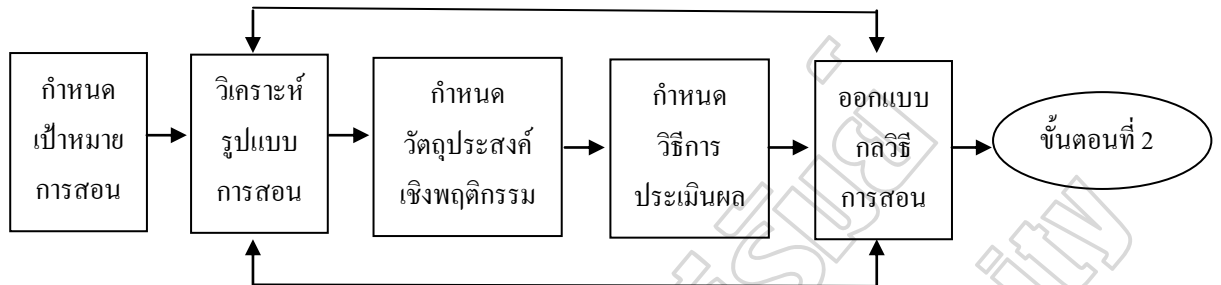 กำหนด
เป้าหมาย
การสอน
วิเคราะห์
รูปแบบ
การสอน
กำหนด
วัตถุประสงค์
เชิงพฤติกรรม
กำหนด
วิธีการ
ประเมินผล
ออกแบบ
กลวิธี
การสอน
ขั้นตอนที่ 2